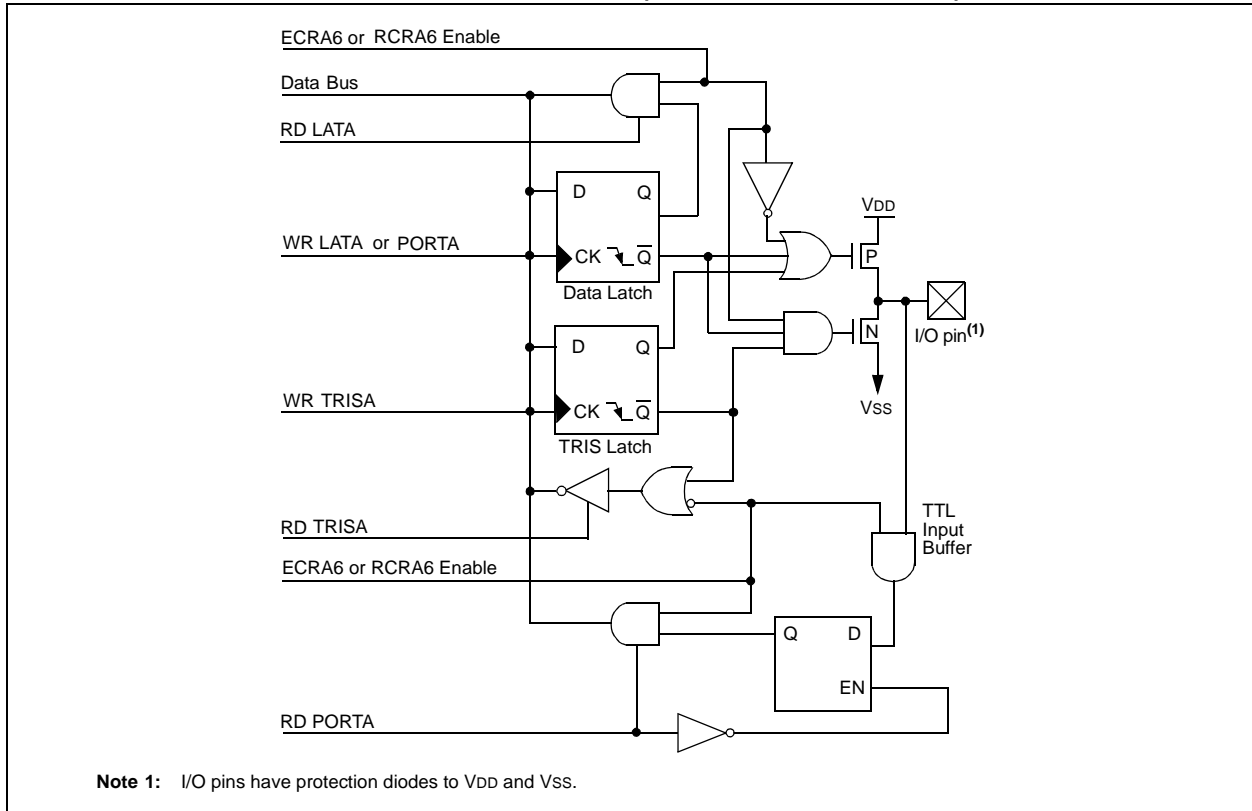 ECRA6 or RCRA6 Enable
Data Bus
RD LATA
D Q
VDD
WR LATA or PORTA
CK Q
P
Data Latch
I/O pin(1)
D Q
N
WR TRISA
CK Q
VSS
TRIS Latch
TTL
Input
Buffer
RD TRISA
ECRA6 or RCRA6 Enable
Q D
EN
RD PORTA
Note 1: I/O pins have protection diodes to VDD and VSS.